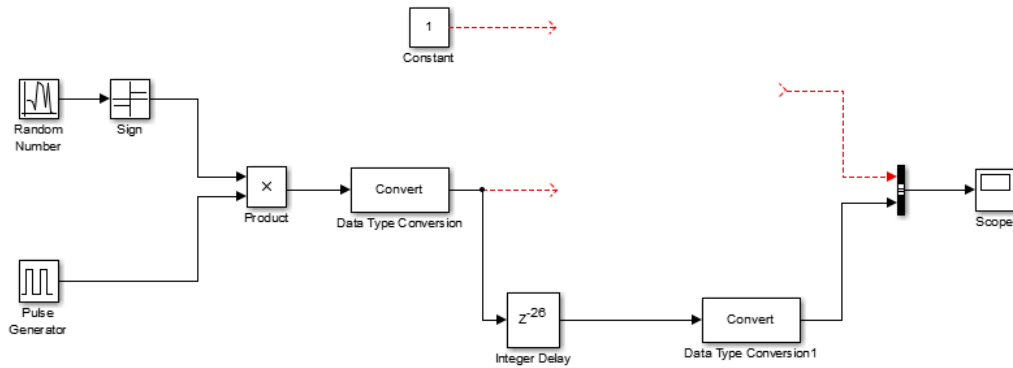 1
Constant
Random
Number
Sign
×
Product
Convert
Data Type Conversion
Pulse
Generator
Z-26
Integer Delay
Convert
Data Type Conversion1
Scope